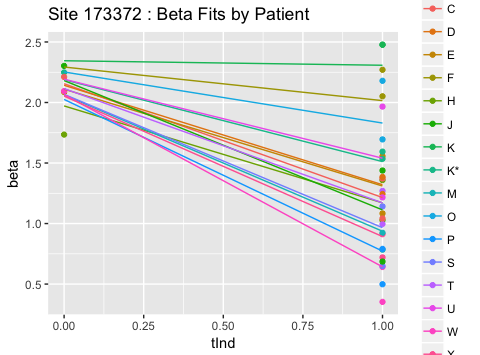 Site 173372 : Beta Fits by Patient
beta
2.5
2.0
1.5
1.0
0.5
0.00 0.25 0.50 0.75 1.00
tInd
C
D
E
F
H
J
K
K*
M
O
P
S
T
U
W